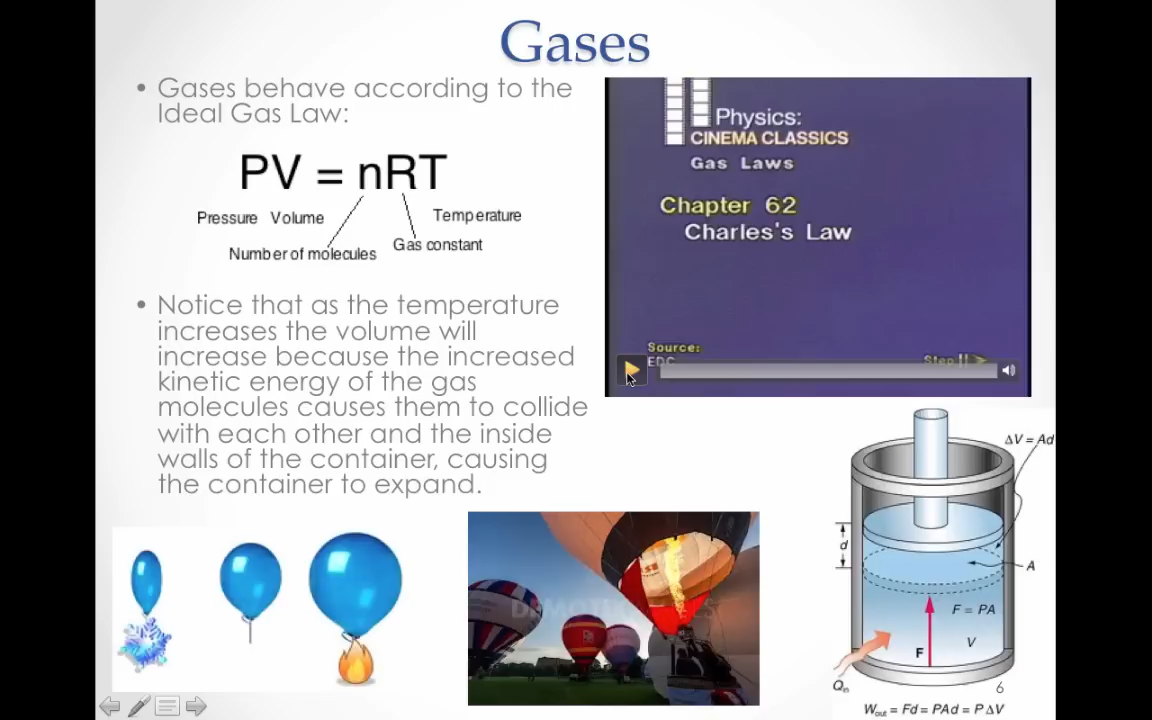 Gases
• Gases behave according to the
Ideal Gas Law:
PV = nRT
Pressure Volume
Temperature
Number of molecules
Gas constant
• Notice that as the temperature
increases the volume will
increase because the increased
kinetic energy of the gas
molecules causes them to collide
with each other and the inside
walls of the container, causing
the container to expand.
Physics:
CINEMA CLASSICS
Gas Laws
Chapter 62
Charles's Law
Source:
EDC
Step
ΔV = Ad
d
A
F = PA
V
F
Qin
6
Wout = Fd = PAd = PΔV